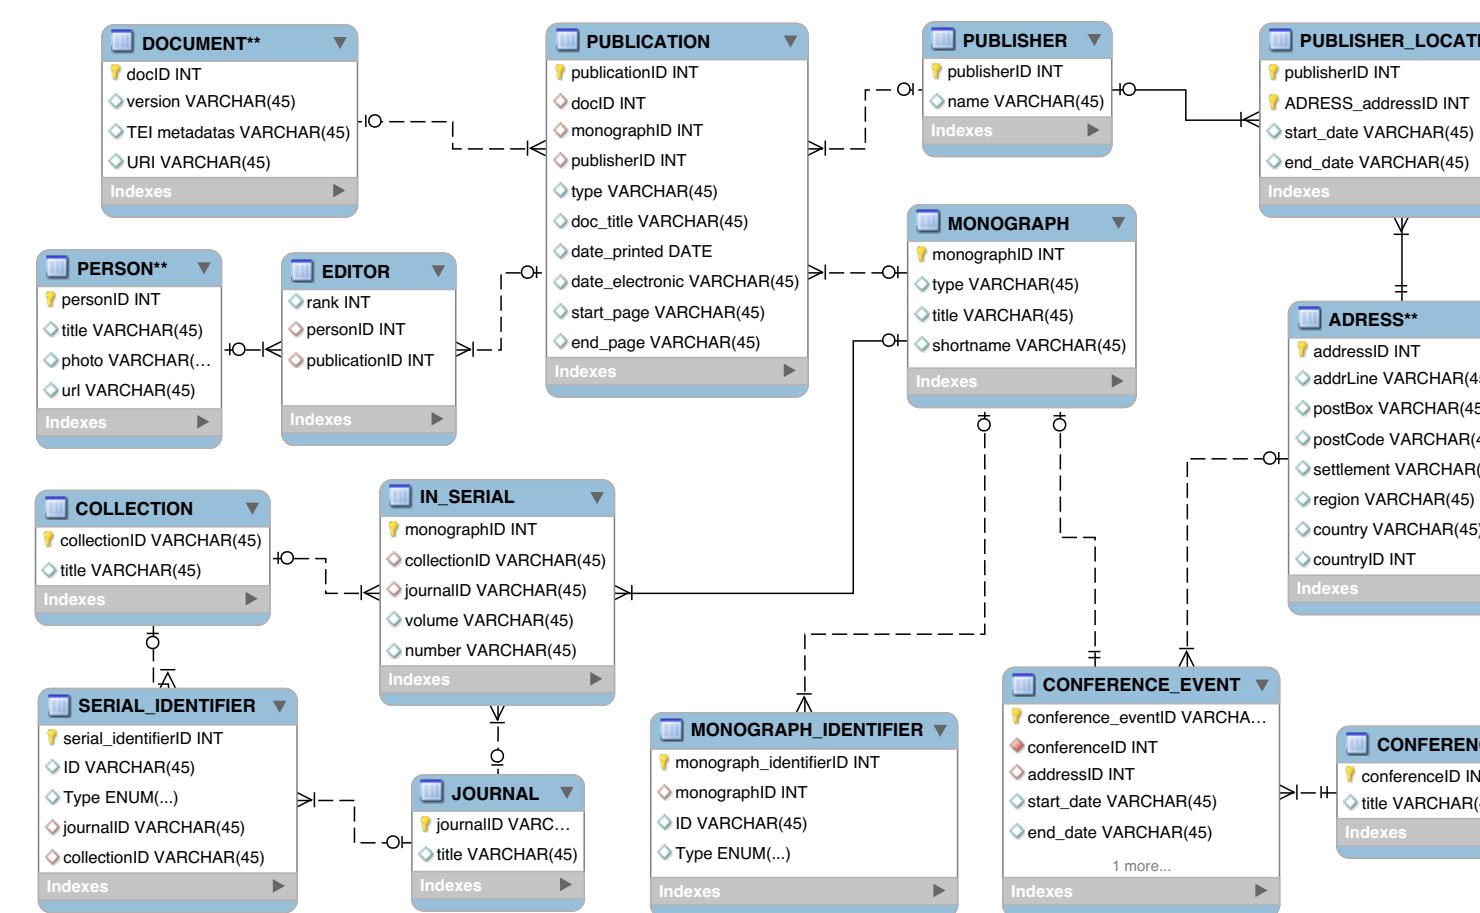 DOCUMENT**
docID INT
version VARCHAR(45)
TEI metadatas VARCHAR(45)
URI VARCHAR(45)
Indexes
PUBLICATION
publicationID INT
docID INT
monographID INT
publisherID INT
type VARCHAR(45)
doc_title VARCHAR(45)
date_printed DATE
date_electronic VARCHAR(45)
start_page VARCHAR(45)
end_page VARCHAR(45)
Indexes
PUBLISHER
publisherID INT
name VARCHAR(45)
Indexes
PUBLISHER_LOCATI
publisherID INT
ADRESS_addressID INT
start_date VARCHAR(45)
end_date VARCHAR(45)
Indexes
PERSON**
personID INT
title VARCHAR(45)
photo VARCHAR(...
url VARCHAR(45)
Indexes
EDITOR
rank INT
personID INT
publicationID INT
Indexes
MONOGRAPH
monographID INT
type VARCHAR(45)
title VARCHAR(45)
shortname VARCHAR(45)
Indexes
ADRESS**
addressID INT
addrLine VARCHAR(45
postBox VARCHAR(45
postCode VARCHAR(4
settlement VARCHAR(
region VARCHAR(45)
country VARCHAR(45)
countryID INT
Indexes
COLLECTION
collectionID VARCHAR(45)
title VARCHAR(45)
Indexes
IN_SERIAL
monographID INT
collectionID VARCHAR(45)
journalID VARCHAR(45)
volume VARCHAR(45)
number VARCHAR(45)
Indexes
SERIAL_IDENTIFIER
serial_identifierID INT
ID VARCHAR(45)
Type ENUM(...)
journalID VARCHAR(45)
collectionID VARCHAR(45)
Indexes
JOURNAL
journalID VARC...
title VARCHAR(45)
Indexes
MONOGRAPH_IDENTIFIER
monograph_identifierID INT
monographID INT
ID VARCHAR(45)
Type ENUM(...)
Indexes
CONFERENCE_EVENT
conference_eventID VARCHA...
conferenceID INT
addressID INT
start_date VARCHAR(45)
end_date VARCHAR(45)
1 more...
Indexes
CONFEREN
conferenceID IN
title VARCHAR(
Indexes